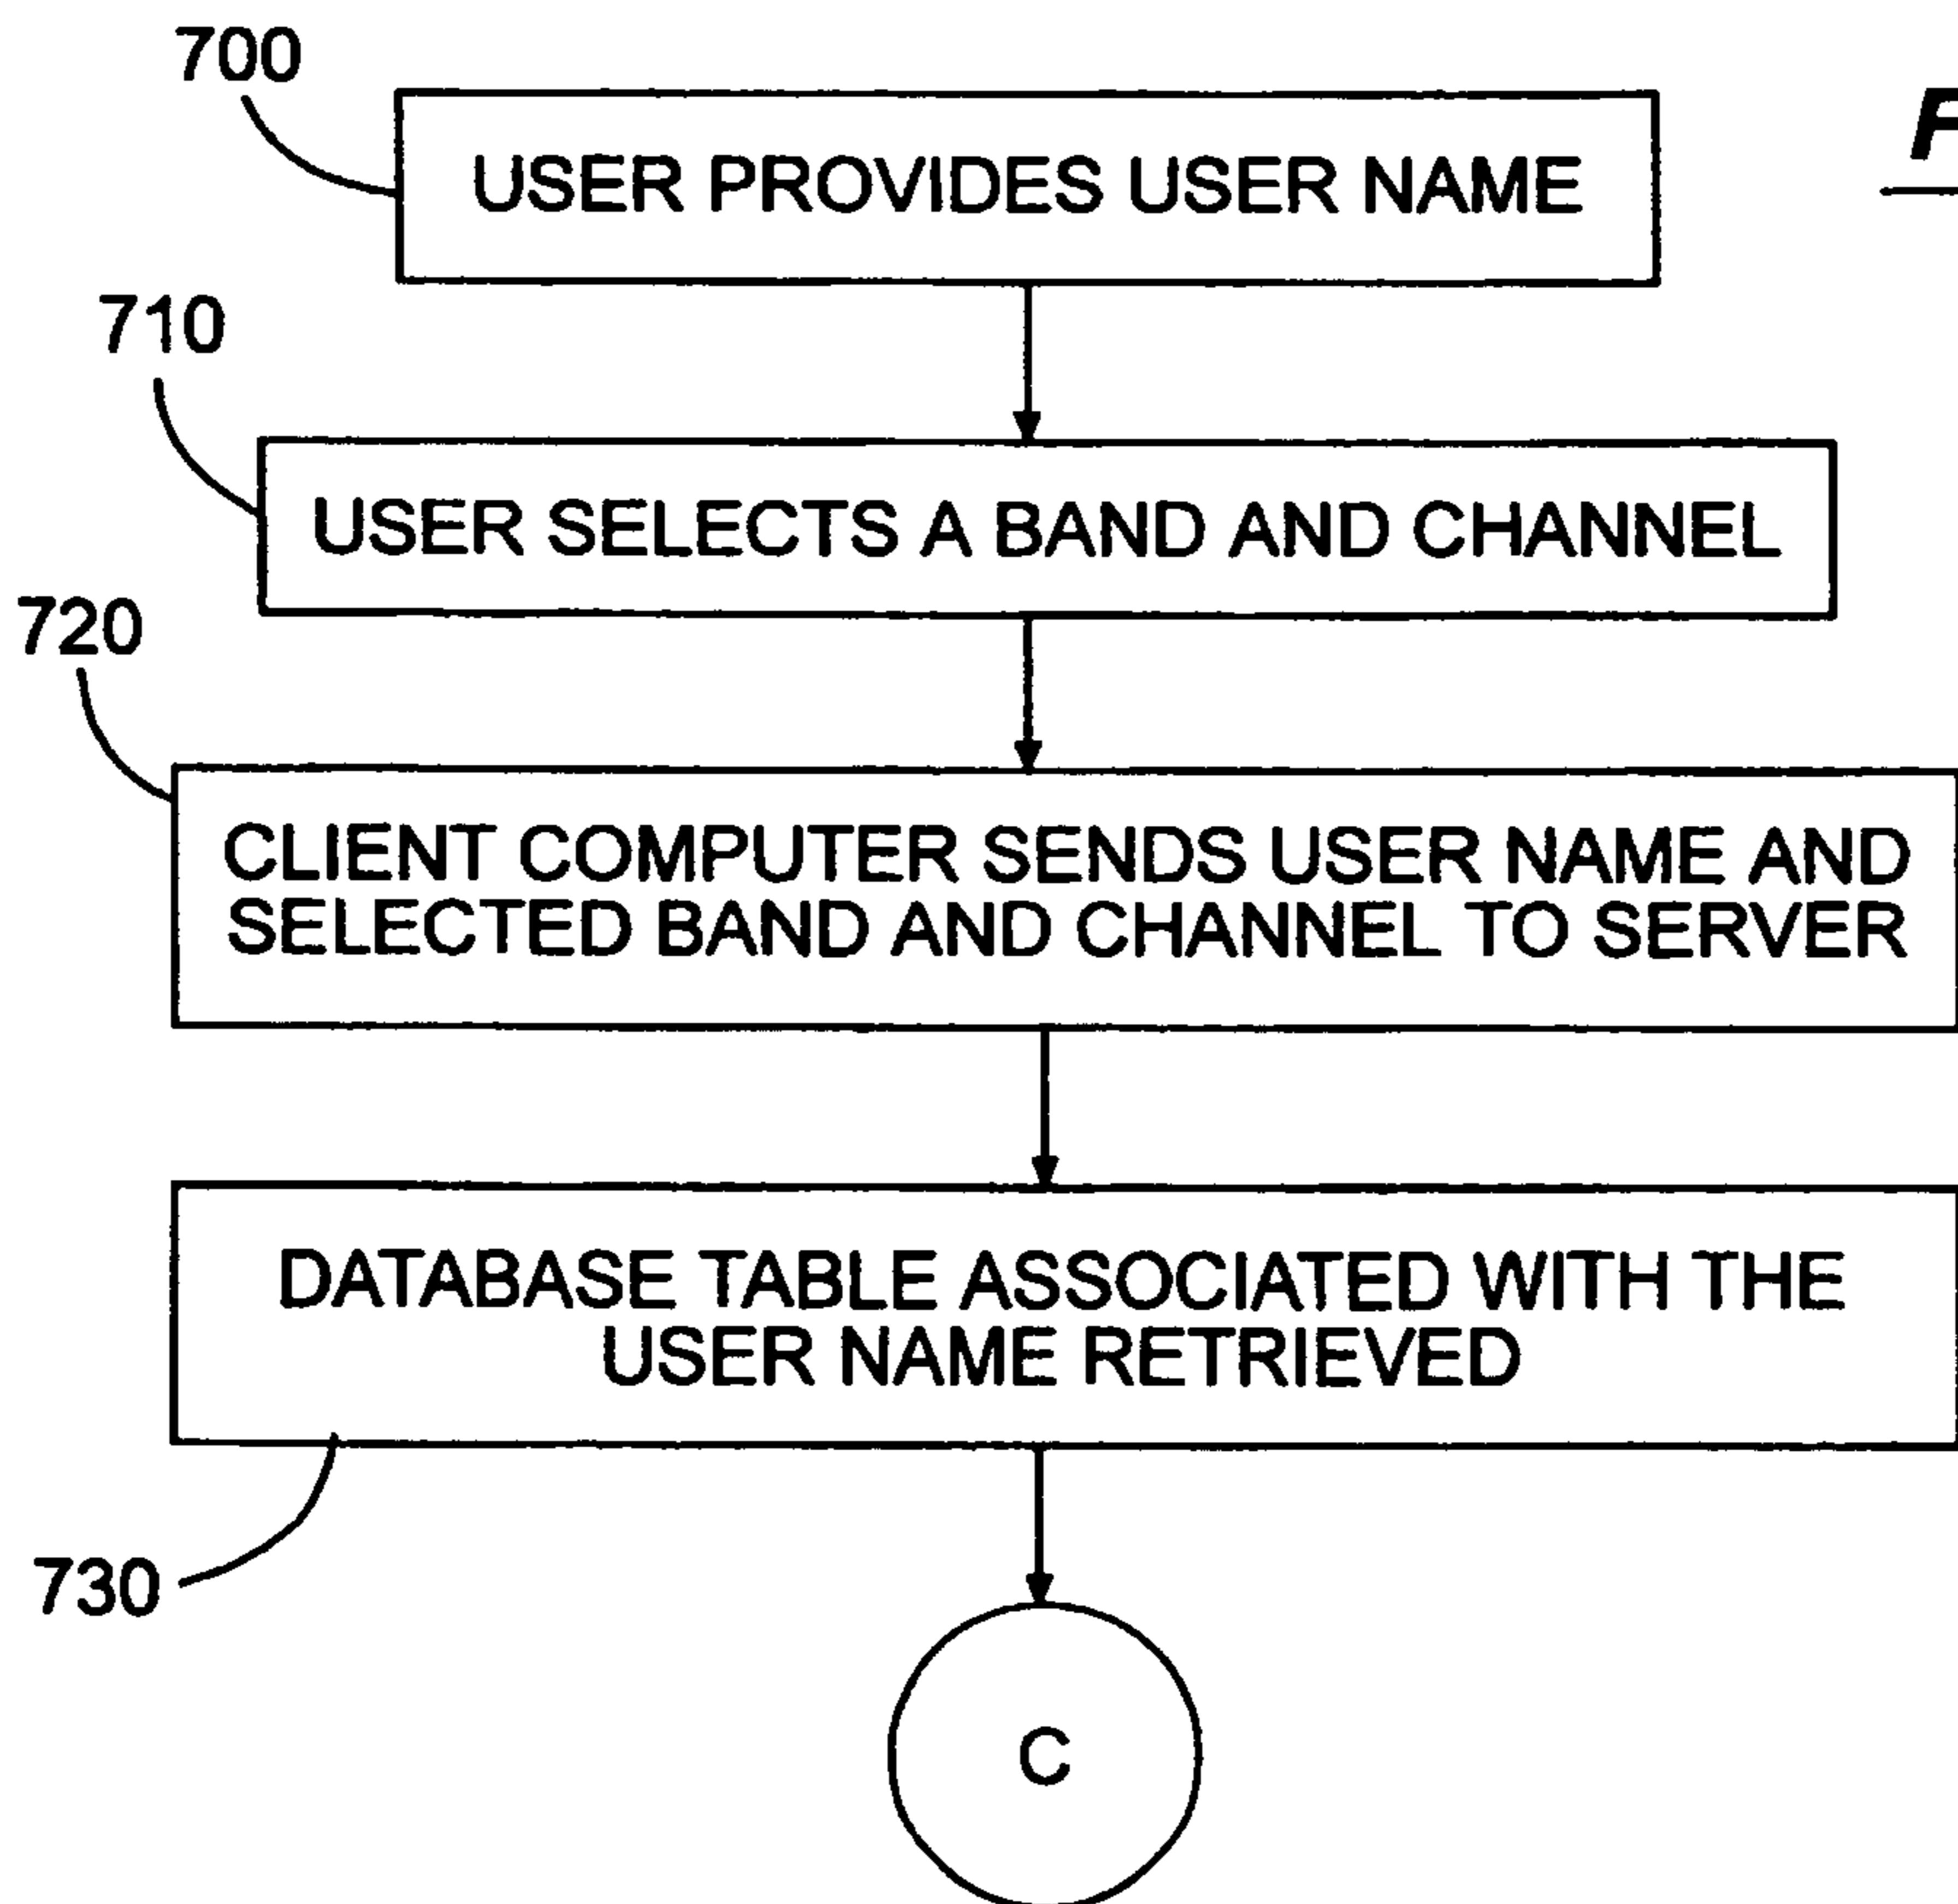 700
USER PROVIDES USER NAME
710
USER SELECTS A BAND AND CHANNEL
720
CLIENT COMPUTER SENDS USER NAME AND
SELECTED BAND AND CHANNEL TO SERVER
DATABASE TABLE ASSOCIATED WITH THE
USER NAME RETRIEVED
730
C